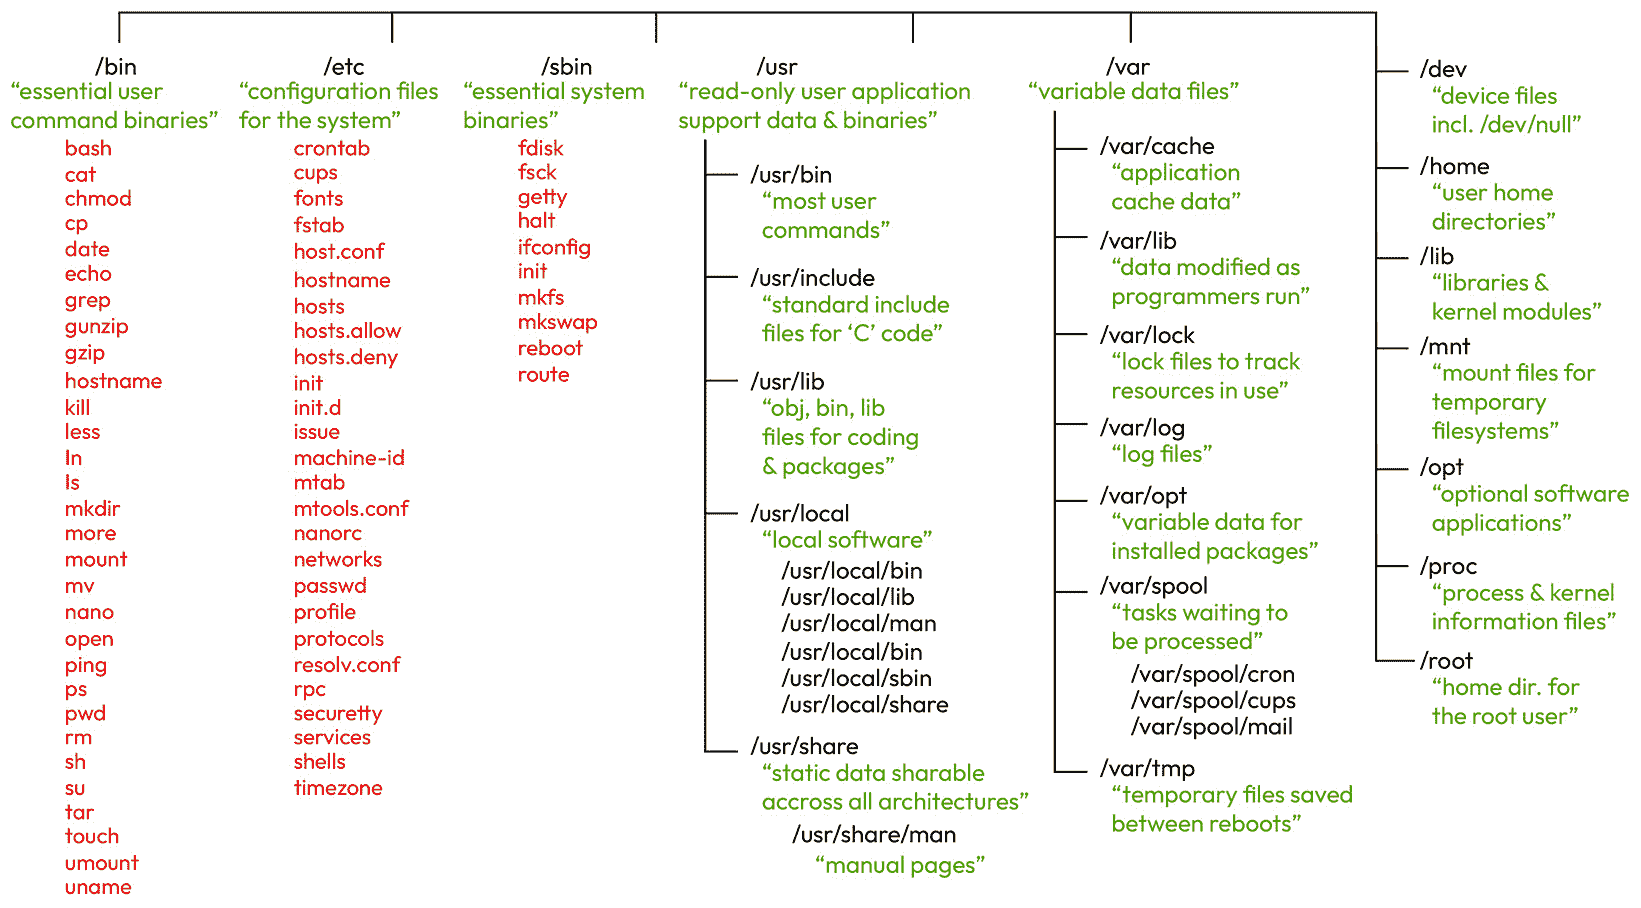 /bin
“essential user
command binaries”
bash
cat
chmod
cp
date
echo
grep
gunzip
gzip
hostname
kill
less
ln
ls
mkdir
more
mount
mv
nano
open
ping
ps
pwd
rm
sh
su
tar
touch
umount
uname
/etc
“configuration files
for the system”
crontab
cups
fonts
fstab
host.conf
hostname
hosts
hosts.allow
hosts.deny
init
init.d
issue
machine-id
mtab
mtools.conf
nanorc
networks
passwd
profile
protocols
resolv.conf
rpc
securetty
services
shells
timezone
/sbin
“essential system
binaries”
fdisk
fsck
getty
halt
ifconfig
init
mkfs
mkswap
reboot
route
/usr
“read-only user application
support data & binaries”
/usr/bin
“most user
commands”
/usr/include
“standard include
files for ‘C’ code”
/usr/lib
“obj, bin, lib
files for coding
& packages”
/usr/local
“local software”
/usr/local/bin
/usr/local/lib
/usr/local/man
/usr/local/bin
/usr/local/sbin
/usr/local/share
/usr/share
“static data sharable
accross all architectures”
/usr/share/man
“manual pages”
/var
“variable data files”
/var/cache
“application
cache data”
/var/lib
“data modified as
programmers run”
/var/lock
“lock files to track
resources in use”
/var/log
“log files”
/var/opt
“variable data for
installed packages”
/var/spool
“tasks waiting to
be processed”
/var/spool/cron
/var/spool/cups
/var/spool/mail
/var/tmp
“temporary files saved
between reboots”
/dev
“device files
incl. /dev/null”
/home
“user home
directories”
/lib
“libraries &
kernel modules”
/mnt
“mount files for
temporary
filesystems”
/opt
“optional software
applications”
/proc
“process & kernel
information files”
/root
“home dir. for
the root user”